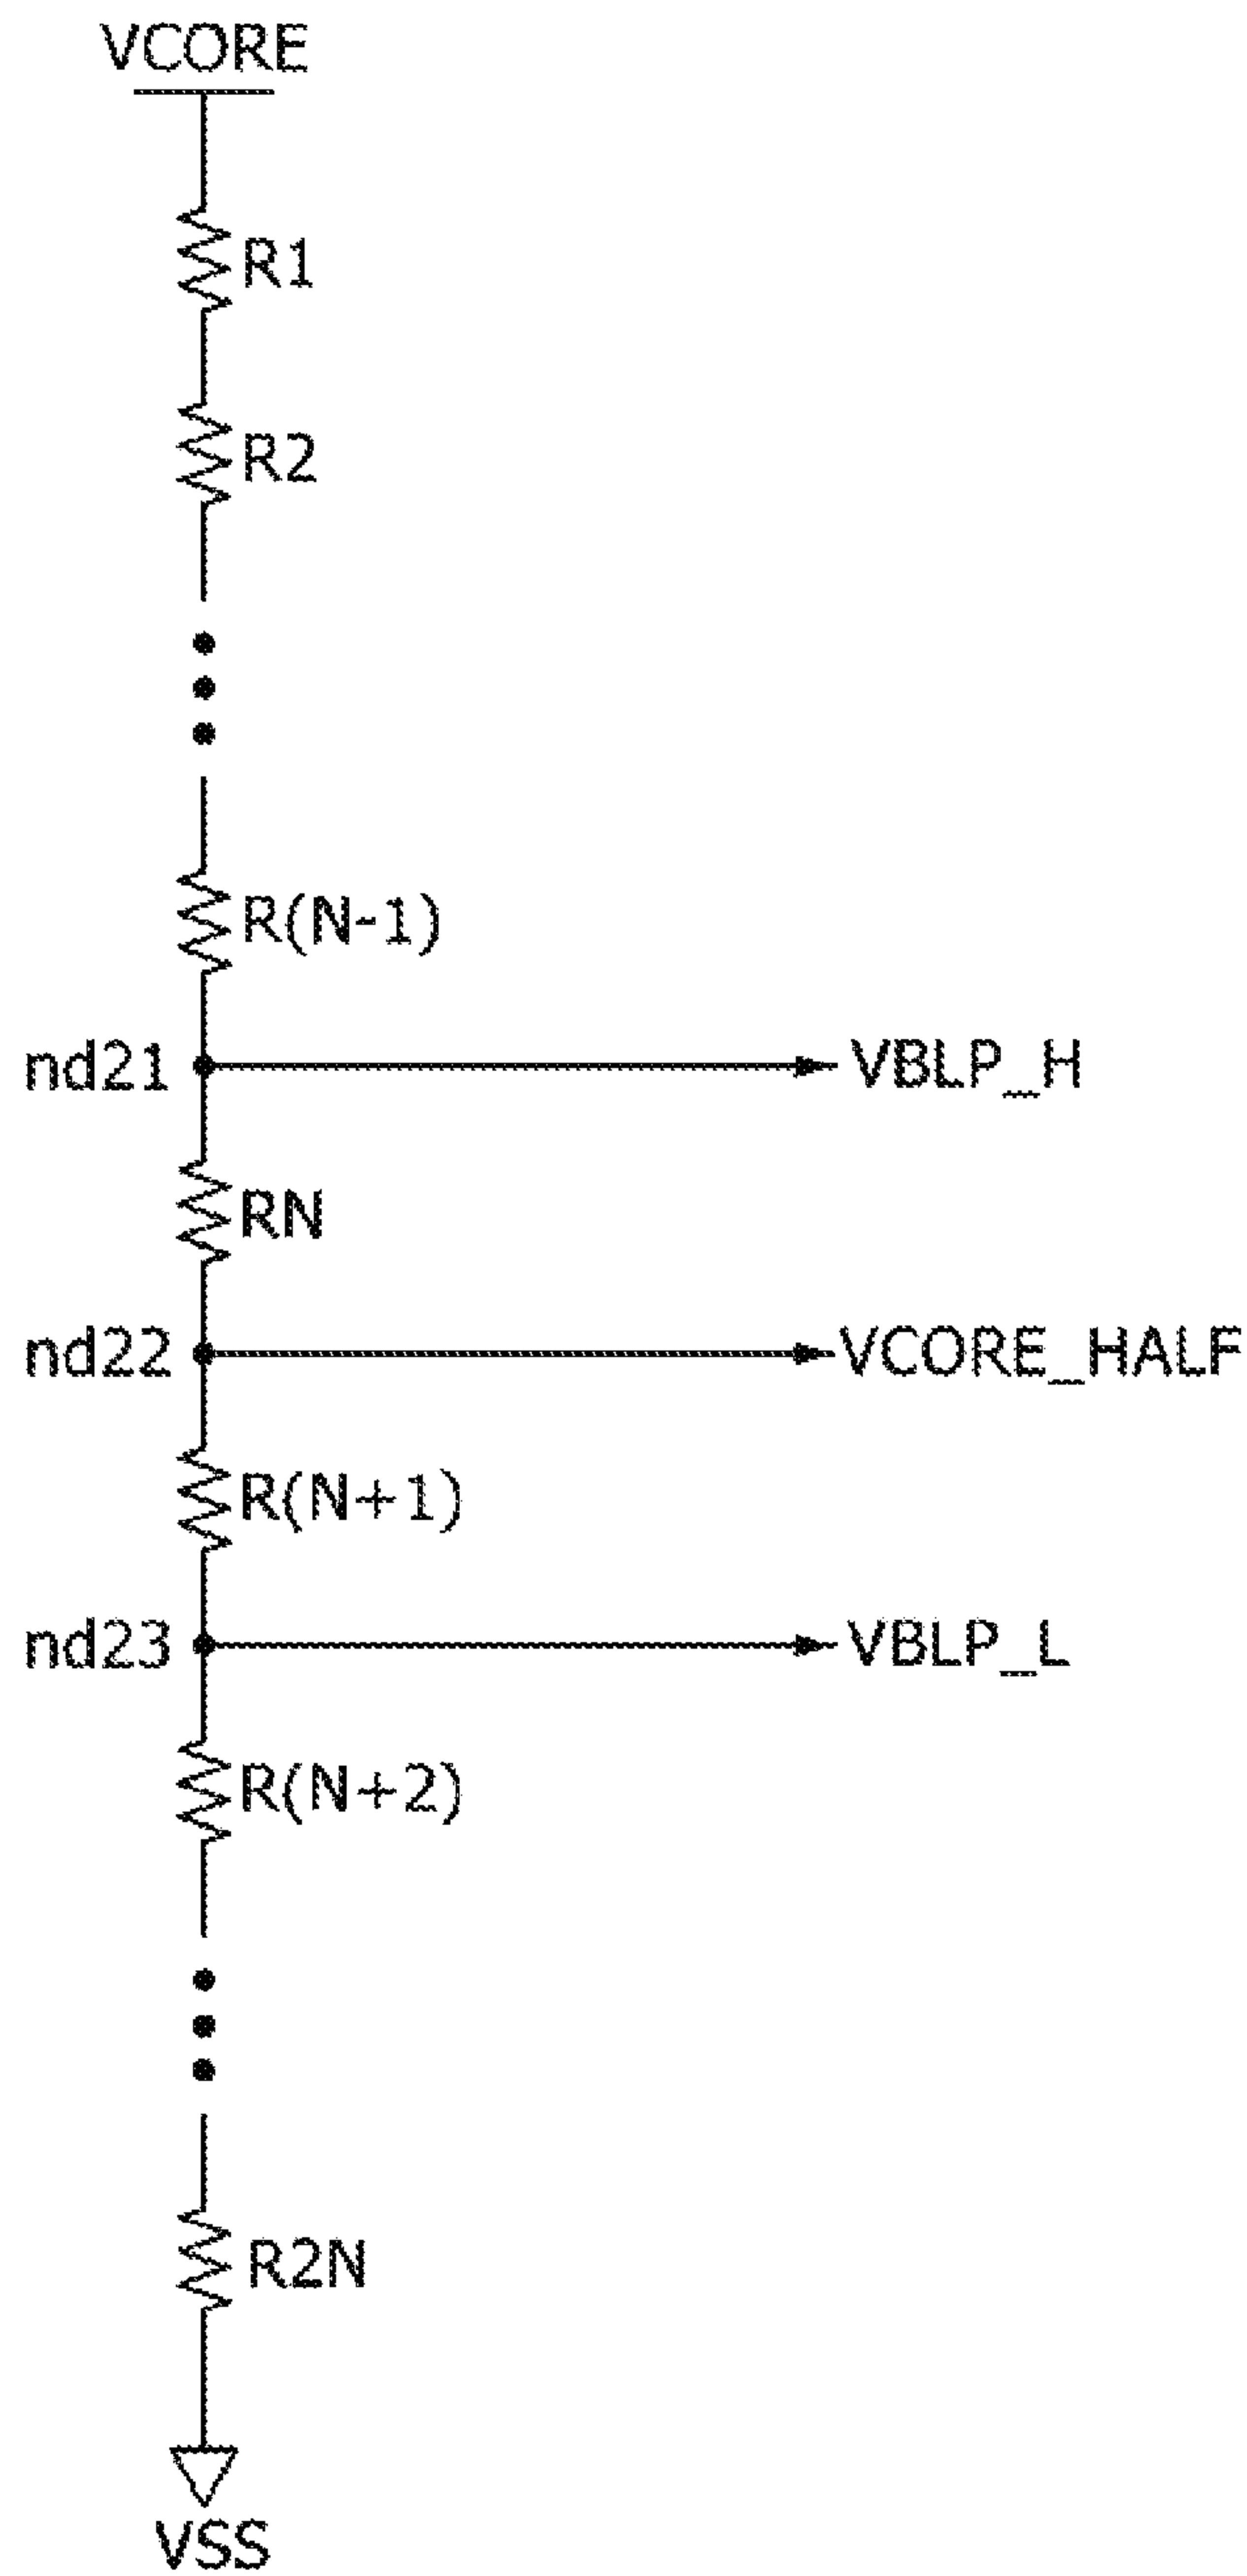 VCORE
R1
R2
R(N-1)
nd21 VBLP_H
RN
nd22 VCORE_HALF
R(N+1)
nd23 VBLP_L
R(N+2)
R2N
VSS